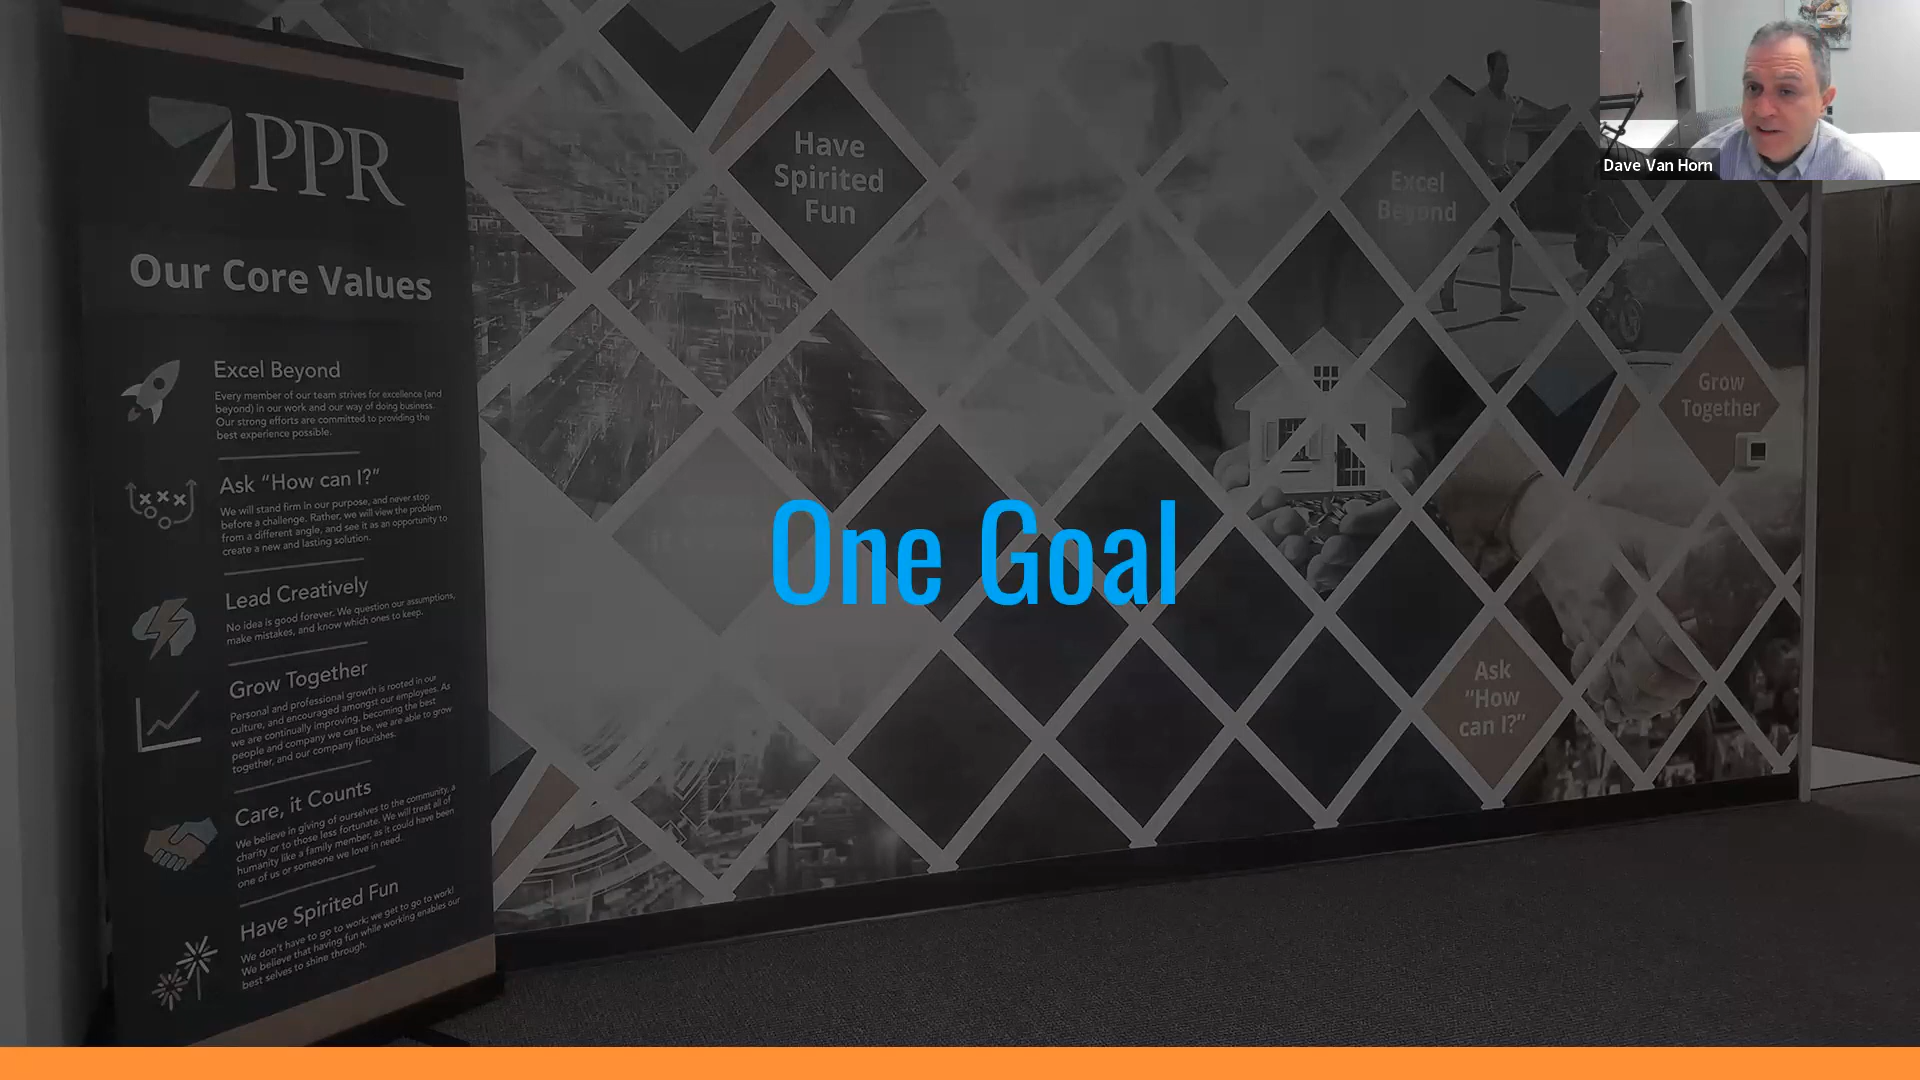 PPR
Our Core Values
Excel Beyond
Every member of our team strives for excellence (and
beyond) in our work and our way of doing business.
Our strong efforts are committed to providing the
best experience possible.
Ask “How can I?”
We will stand firm in our purpose, and never stop
before a challenge. Rather, we will view the problem
from a different angle, and see it as an opportunity to
create a new and lasting solution.
Lead Creatively
No idea is good forever. We question our assumptions,
make mistakes, and know which ones to keep.
Grow Together
Personal and professional growth is rooted in our
culture, and encouraged amongst our employees. As
we are continually improving, becoming the best
people and company we can be, we are able to grow
together, and our company flourishes.
Care, it Counts
We believe in giving of ourselves to the community, a
charity or to those less fortunate. We will treat all of
humanity like a family member, as it could have been
one of us or someone we love in need.
Have Spirited Fun
We don't have to go to work; we get to go to work!
We believe that having fun while working enables our
best selves to shine through.
Have
Spirited
Fun
Excel
Beyond
Grow
Together
One Goal
Ask
“How
can I?”
Dave Van Horn